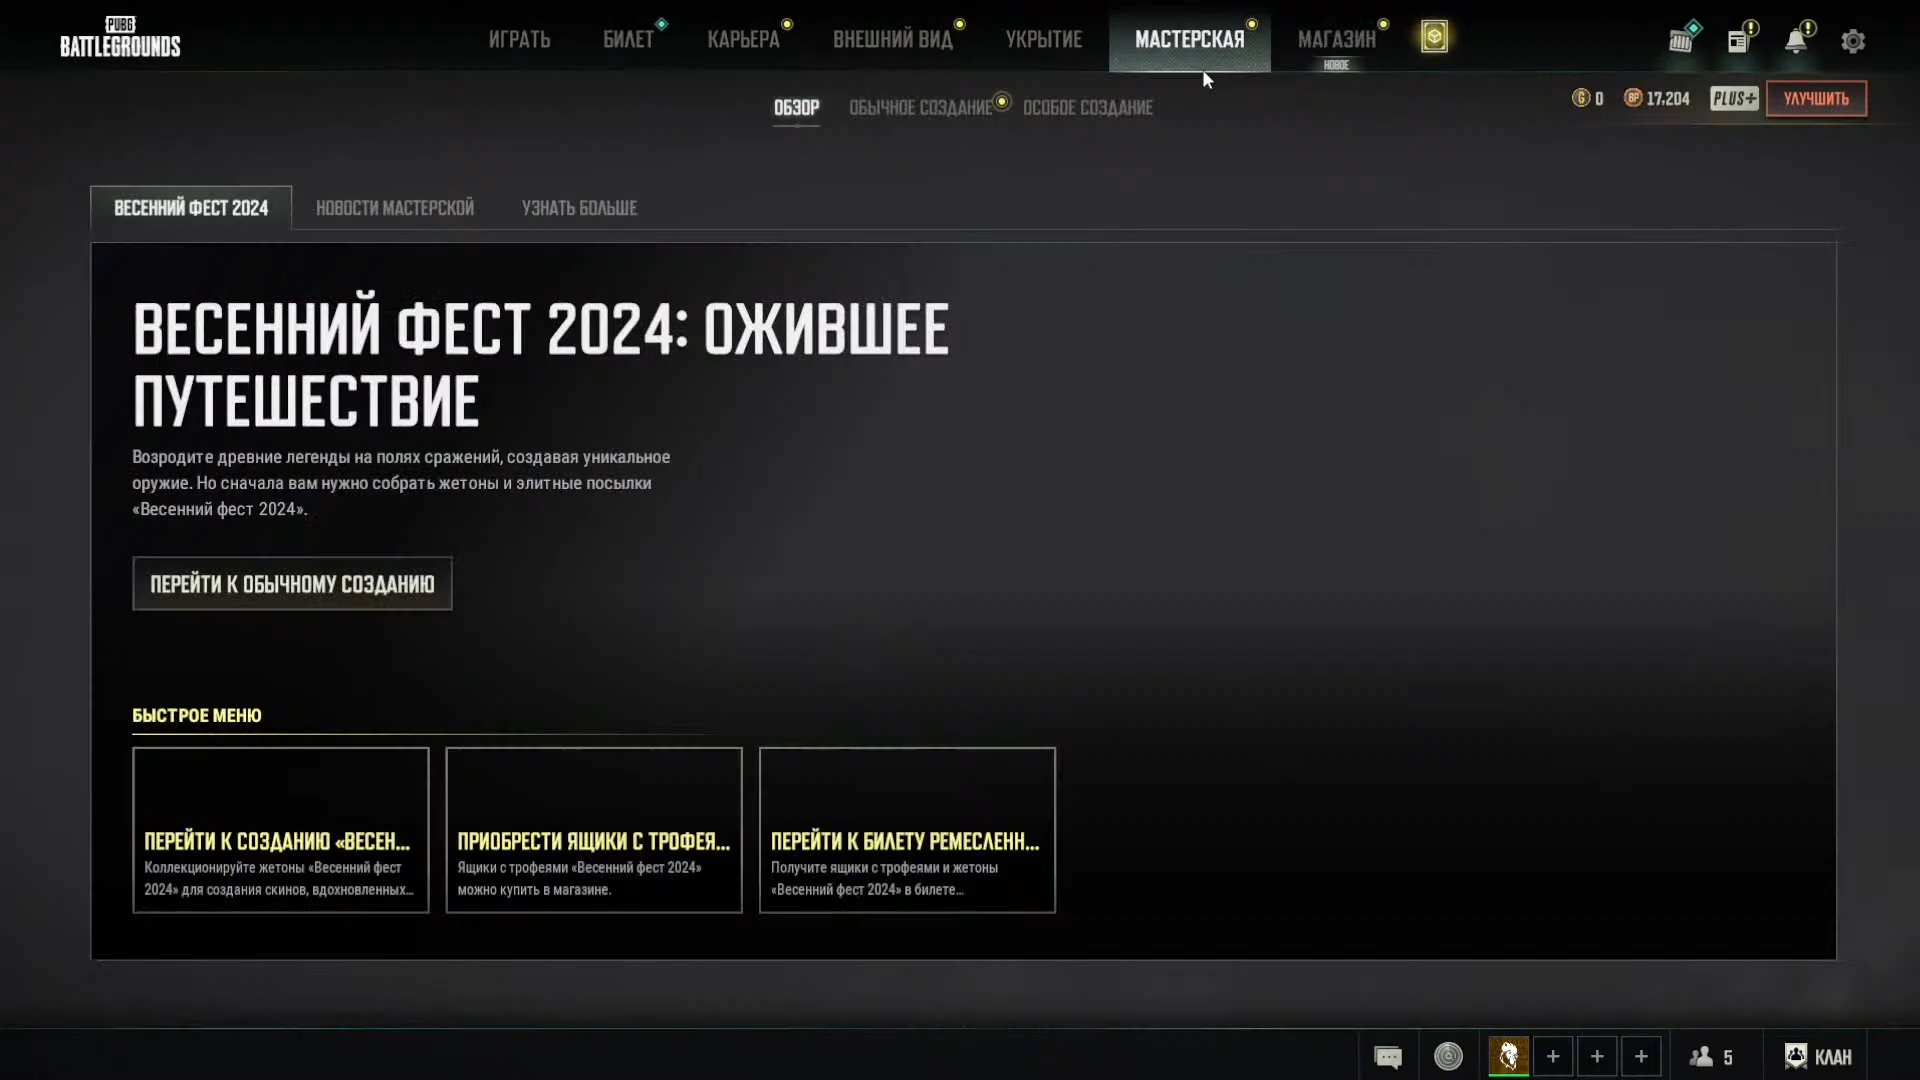 PUBG
BATTLEGROUNDS
ИГРАТЬ
БИЛЕТ
КАРЬЕРА
ВНЕШНИЙ ВИД
УКРЫТИЕ
МАСТЕРСКАЯ
МАГАЗИН
НОВОЕ
ОБЗОР
ОБЫЧНОЕ СОЗДАНИЕ
ОСОБОЕ СОЗДАНИЕ
G 0
BP 17,204
PLUS+
УЛУЧШИТЬ
ВЕСЕННИЙ ФЕСТ 2024
НОВОСТИ МАСТЕРСКОЙ
УЗНАТЬ БОЛЬШЕ
ВЕСЕННИЙ ФЕСТ 2024: ОЖИВШЕЕ
ПУТЕШЕСТВИЕ
Возродите древние легенды на полях сражений, создавая уникальное
оружие. Но сначала вам нужно собрать жетоны и элитные посылки
«Весенний фест 2024».
ПЕРЕЙТИ К ОБЫЧНОМУ СОЗДАНИЮ
БЫСТРОЕ МЕНЮ
ПЕРЕЙТИ К СОЗДАНИЮ «ВЕСЕН...
Коллекционируйте жетоны «Весенний фест
2024» для создания скинов, вдохновленных...
ПРИОБРЕСТИ ЯЩИКИ С ТРОФЕЯ...
Ящики с трофеями «Весенний фест 2024»
можно купить в магазине.
ПЕРЕЙТИ К БИЛЕТУ РЕМЕСЛЕНН...
Получите ящики с трофеями и жетоны
«Весенний фест 2024» в билете...
5
КЛАН